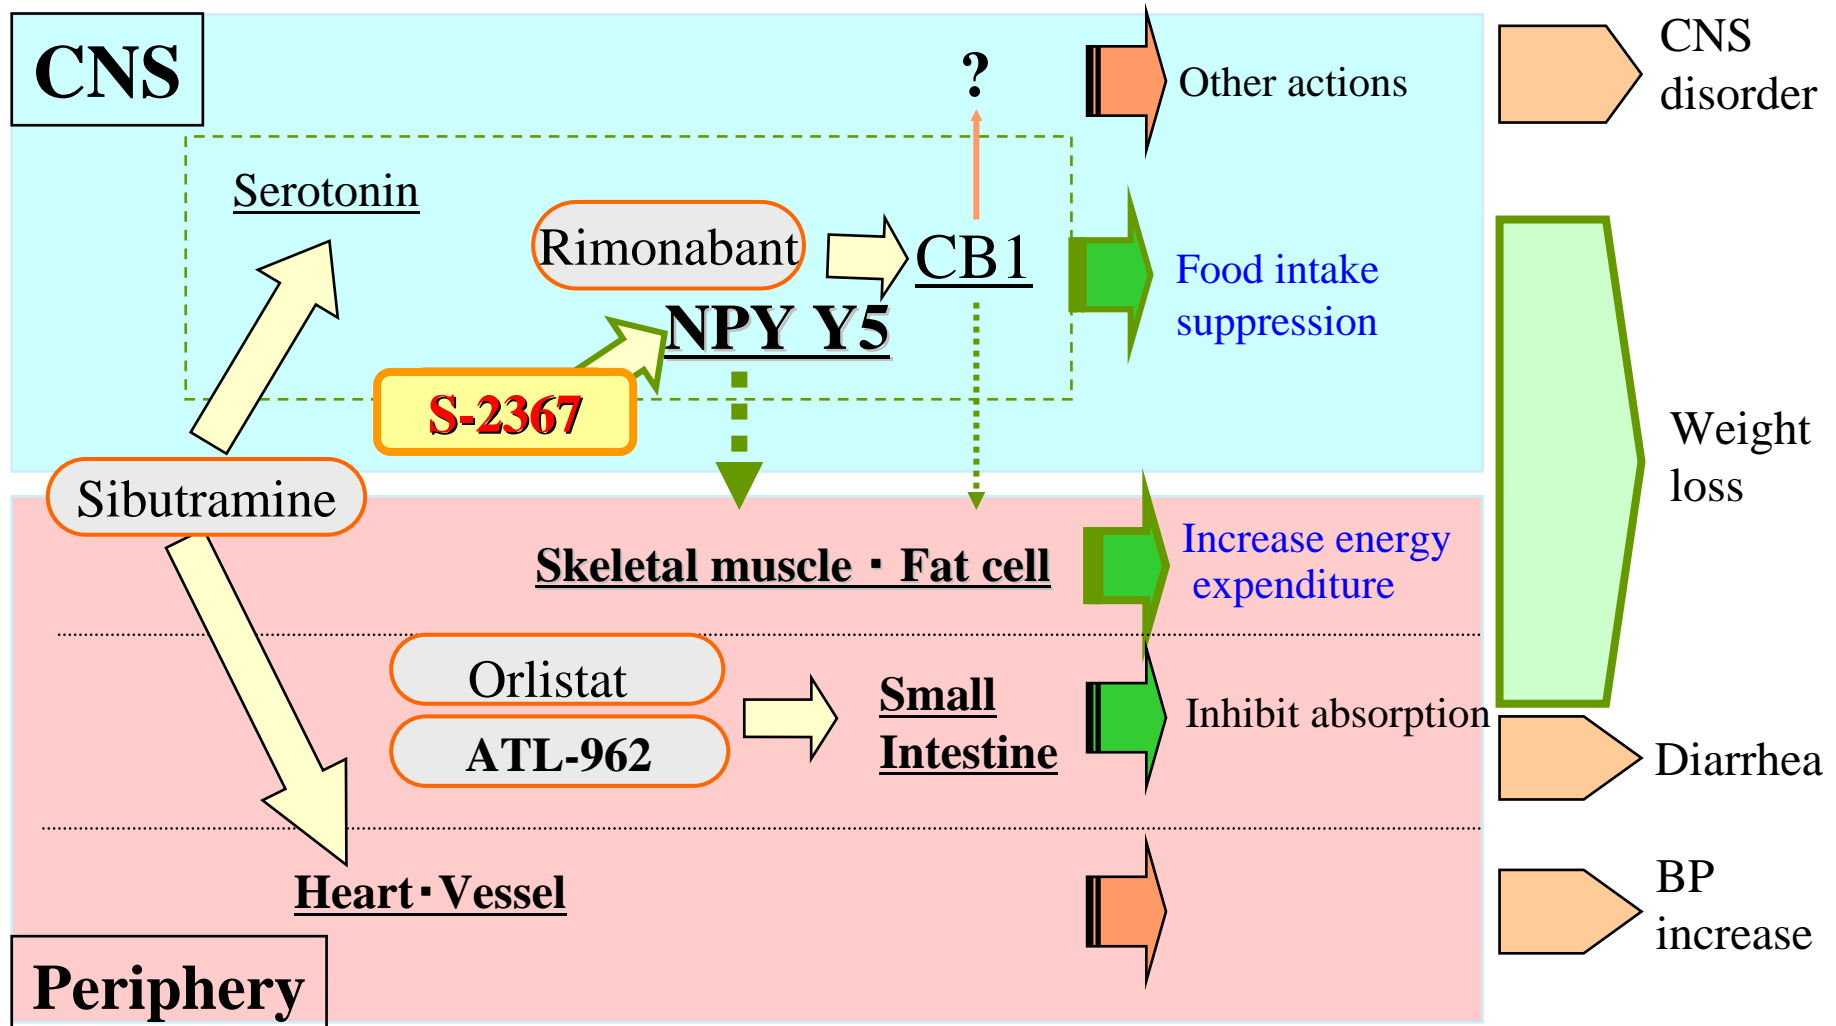 CNS
?
Other actions
CNS
disorder
Serotonin
Rimonabant
CB1
Food intake
suppression
NPY Y5
S-2367
Weight
loss
Sibutramine
Skeletal muscle・Fat cell
Increase energy
expenditure
Orlistat
ATL-962
Small
Intestine
Inhibit absorption
Diarrhea
Heart・Vessel
BP
increase
Periphery